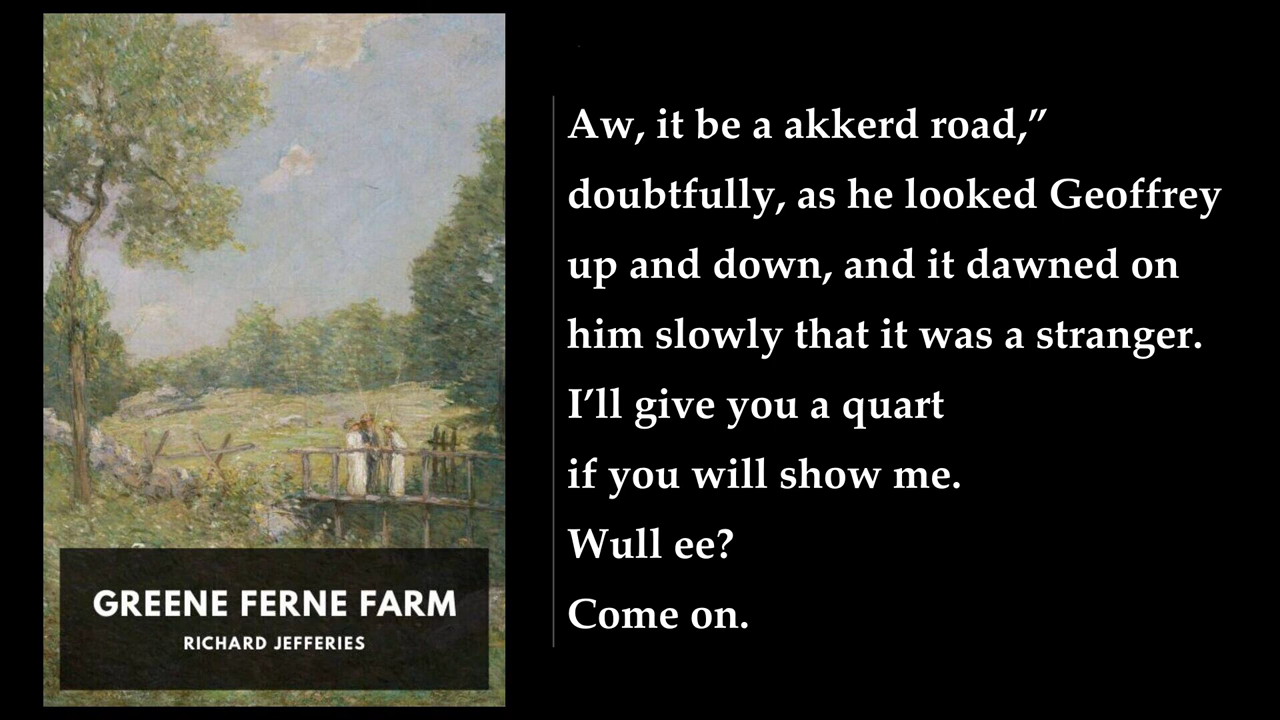 GREENE FERNE FARM
RICHARD JEFFERIES
Aw, it be a akkerd road,”
doubtfully, as he looked Geoffrey
up and down, and it dawned on
him slowly that it was a stranger.
I’ll give you a quart
if you will show me.
Wull ee?
Come on.